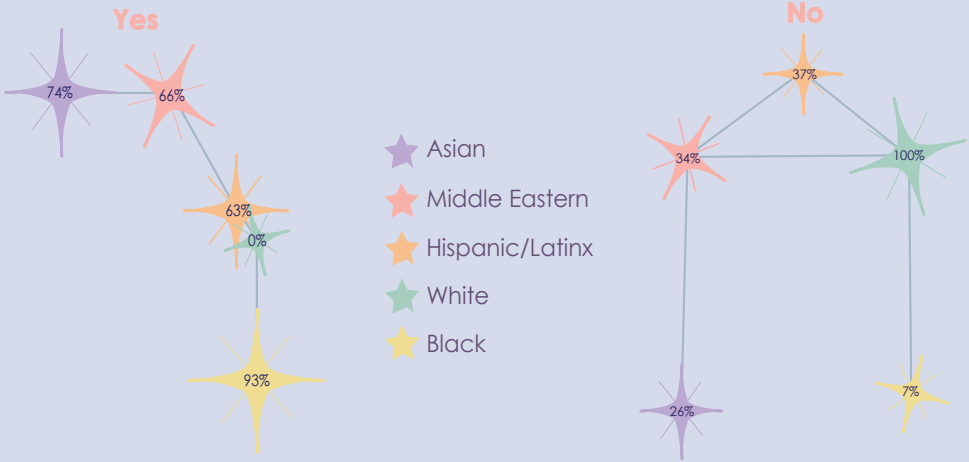 Yes
74%
66%
63%
0%
93%
Asian
Middle Eastern
Hispanic/Latinx
White
Black
No
37%
34%
100%
26%
7%